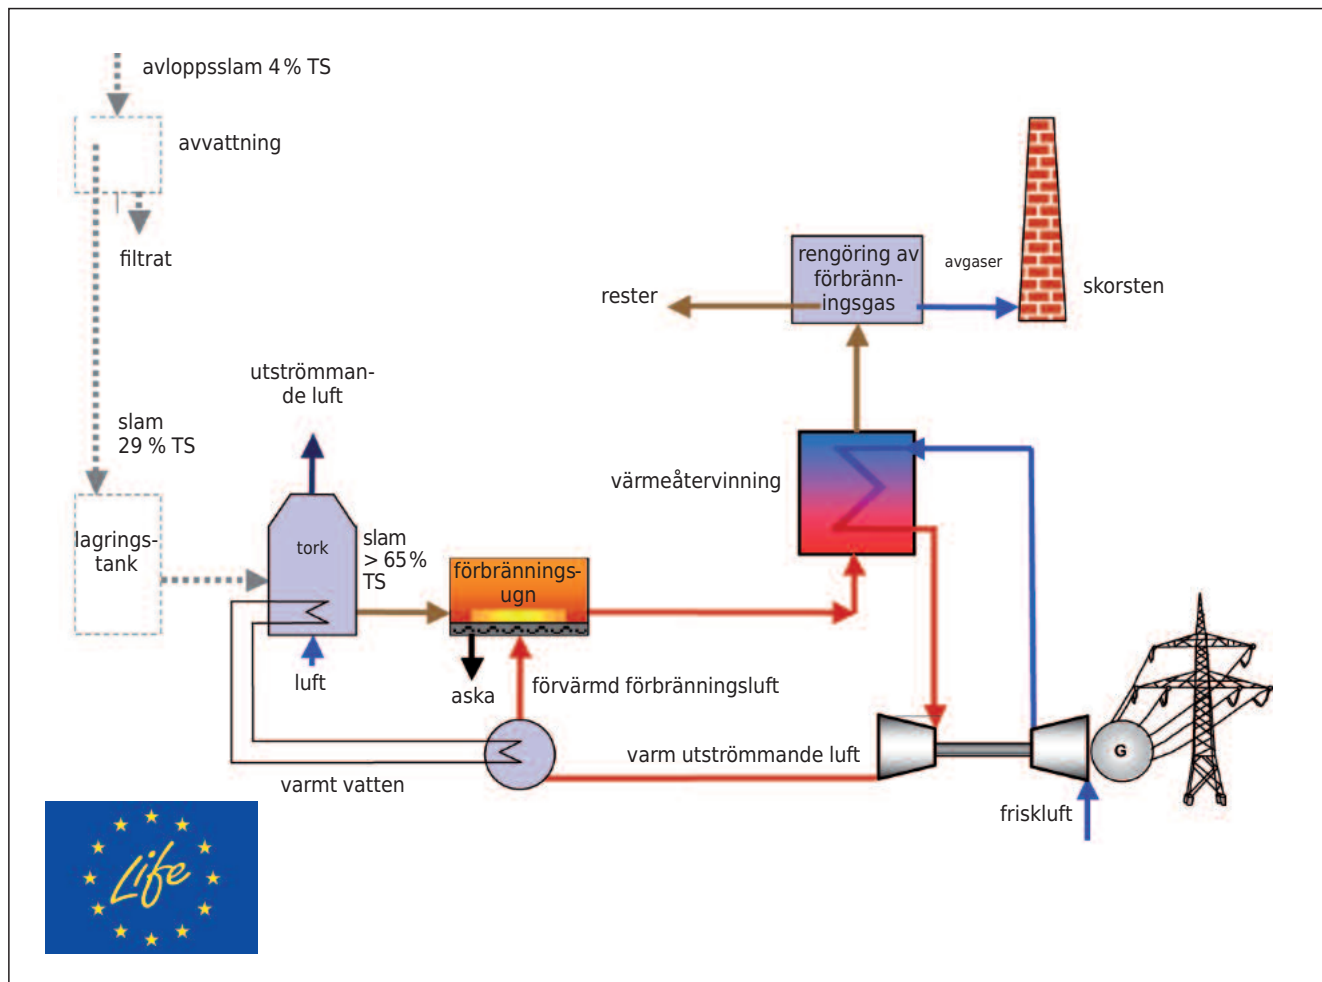 avloppsslam 4 % TS
avvattning
filtrat
slam
29 % TS
lagrings-
tank
utströmman-
de luft
tork
luft
slam
> 65 %
TS
förbrännings-
ugn
aska
förvärmd förbränningsluft
varmt vatten
värmeåtervinning
rester
rengöring av
förbränn-
ingsgas
avgaser
skorsten
varm utströmmande luft
G
friskluft
Life